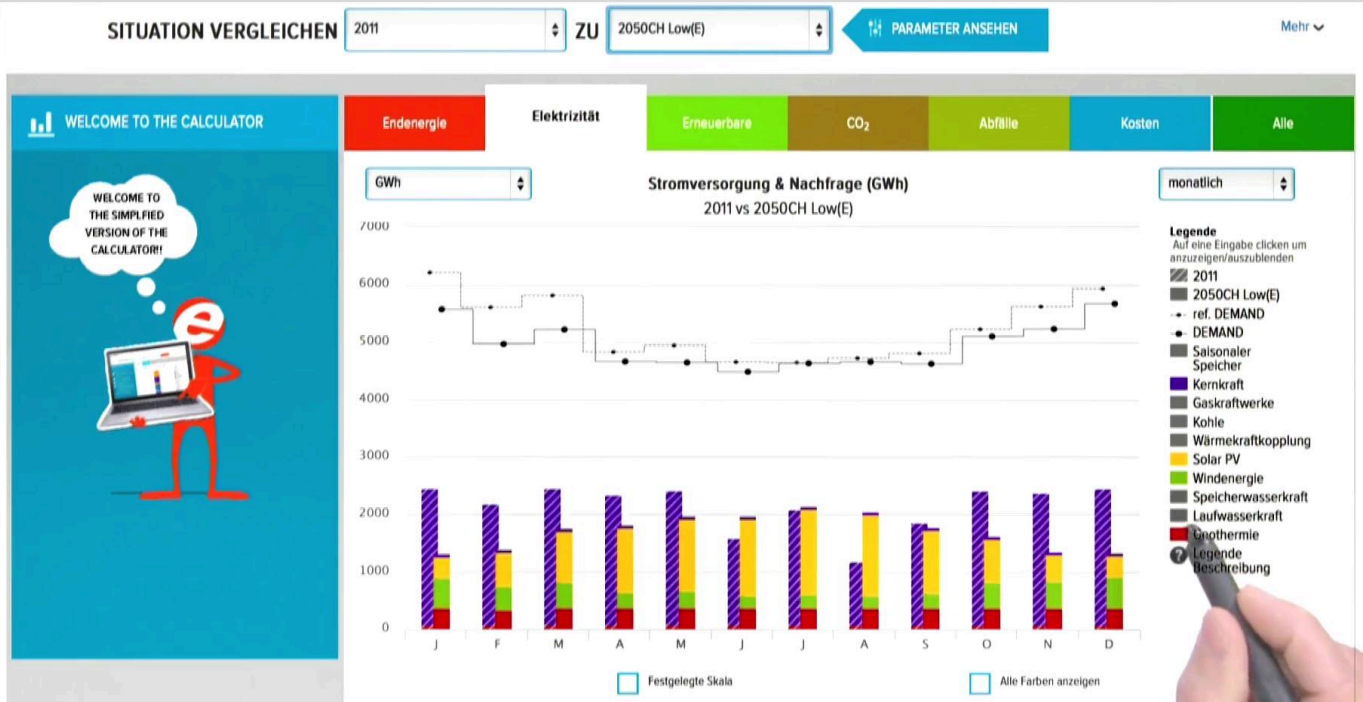 SITUATION VERGLEICHEN
2011
ZU
2050CH Low(E)
PARAMETER ANSEHEN
Mehr
WELCOME TO THE CALCULATOR
WELCOME TO
THE SIMPLFIED
VERSION OF THE
CALCULATOR!!
e
Endenergie
Elektrizität
Erneuerbare
CO₂
Abfälle
Kosten
Alle
GWh
Stromversorgung & Nachfrage (GWh)
2011 vs 2050CH Low(E)
monatlich
7000
6000
5000
4000
3000
2000
1000
0
J F M A M J J A S O N D
Legende
Auf eine Eingabe clicken um
anzuzeigen/auszublenden
2011
2050CH Low(E)
ref. DEMAND
DEMAND
Saisonaler
Speicher
Kernkraft
Gaskraftwerke
Kohle
Wärmekraftkopplung
Solar PV
Windenergie
Speicherwasserkraft
Laufwasserkraft
Geothermie
? Legende
Beschreibung
Festgelegte Skala
Alle Farben anzeigen